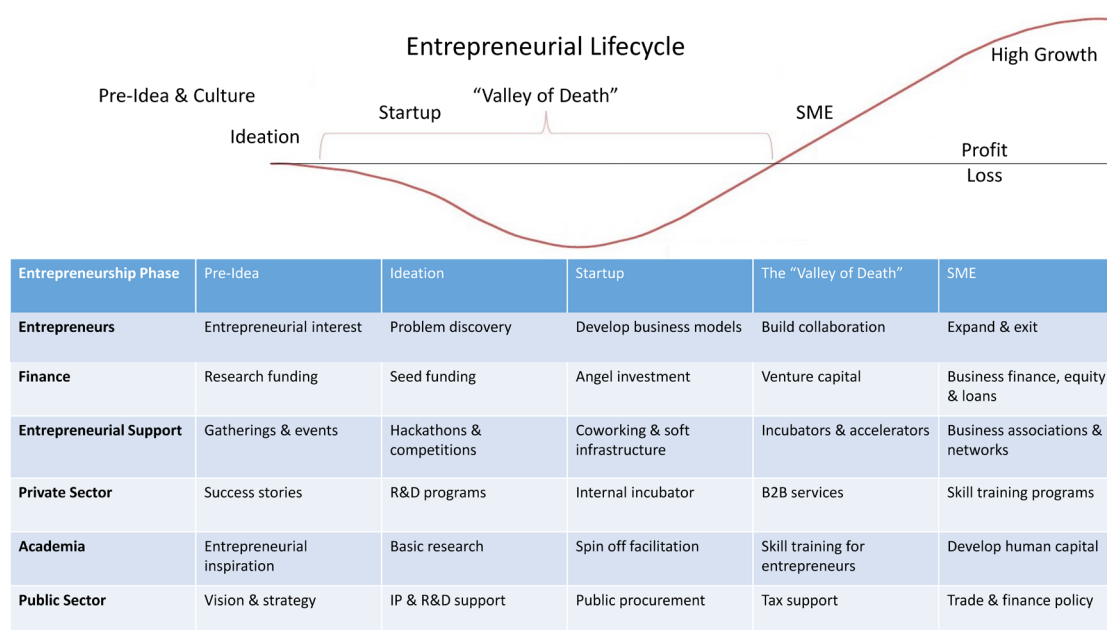 Entrepreneurial Lifecycle
High Growth
Pre-Idea & Culture
“Valley of Death”
Startup
SME
Ideation
Profit
Loss
Entrepreneurship Phase
Pre-Idea
Ideation
Startup
The “Valley of Death”
SME
Entrepreneurs
Entrepreneurial interest
Problem discovery
Develop business models
Build collaboration
Expand & exit
Finance
Research funding
Seed funding
Angel investment
Venture capital
Business finance, equity
& loans
Entrepreneurial Support
Gatherings & events
Hackathons &
competitions
Coworking & soft
infrastructure
Incubators & accelerators
Business associations &
networks
Private Sector
Success stories
R&D programs
Internal incubator
B2B services
Skill training programs
Academia
Entrepreneurial
inspiration
Basic research
Spin off facilitation
Skill training for
entrepreneurs
Develop human capital
Public Sector
Vision & strategy
IP & R&D support
Public procurement
Tax support
Trade & finance policy